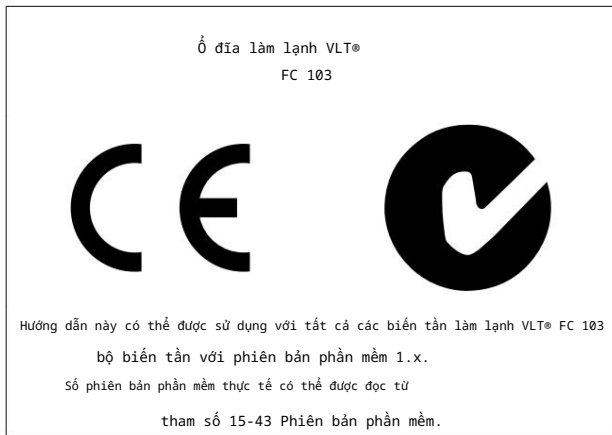 Ổ đĩa làm lạnh VLT®
FC 103
CE
Hướng dẫn này có thể được sử dụng với tất cả các biến tần làm lạnh VLT® FC 103
bộ biến tần với phiên bản phần mềm 1.x.
Số phiên bản phần mềm thực tế có thể được đọc từ
tham số 15-43 Phiên bản phần mềm.